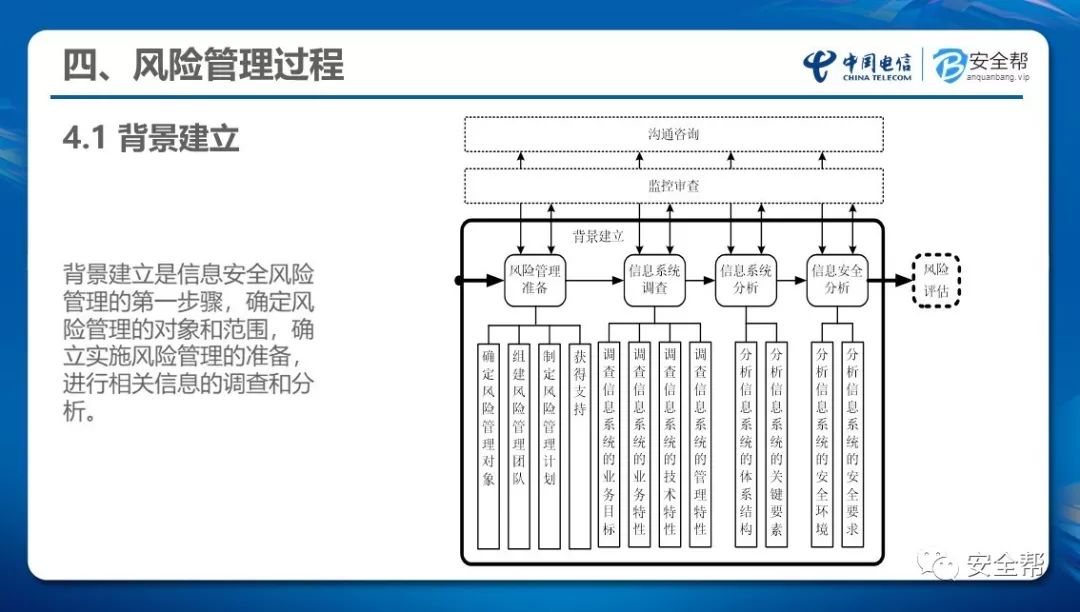 四、风险管理过程
中国电信
CHINA TELECOM
安全帮
anquanbang.vip
4.1 背景建立
背景建立是信息安全风险
管理的第一步骤，确定风
险管理的对象和范围，确
立实施风险管理的准备，
进行相关信息的调查和分
析。
沟通咨询
监控审查
背景建立
风险管理
准备
信息系统
调查
信息系统
分析
信息安全
分析
风险
评估
确定风险管理对象
组建风险管理团队
制定风险管理计划
获得支持
调查信息系统的业务目标
调查信息系统的业务特性
调查信息系统的技术特性
调查信息系统的管理特性
分析信息系统的体系结构
分析信息系统的关键要素
分析信息系统的安全环境
分析信息系统的安全要求
安全帮